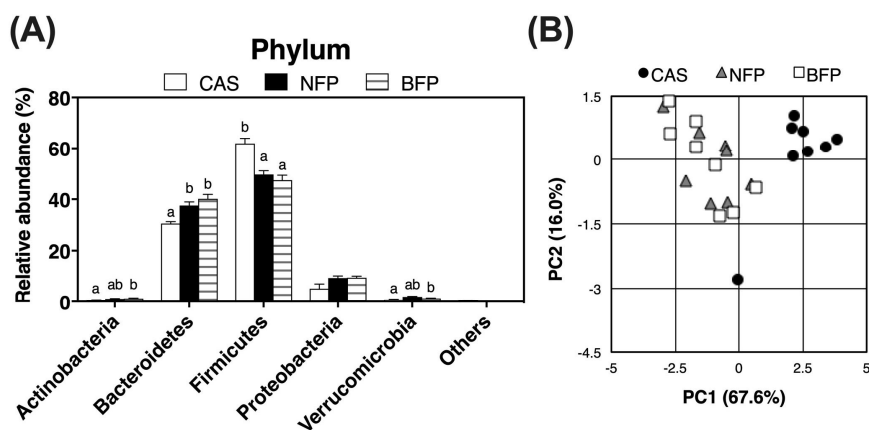 (A)
Phylum
CAS NFP BFP
Relative abundance (%)
80
60
40
20
0
a ab b
a b b
b a a
a ab b
Actinobacteria
Bacteroidetes
Firmicutes
Proteobacteria
Verrucomicrobia
Others
(B)
CAS NFP BFP
PC2 (16.0%)
1.5
0
-1.5
-3
-4.5
-5 -2.5 0 2.5 5
PC1 (67.6%)